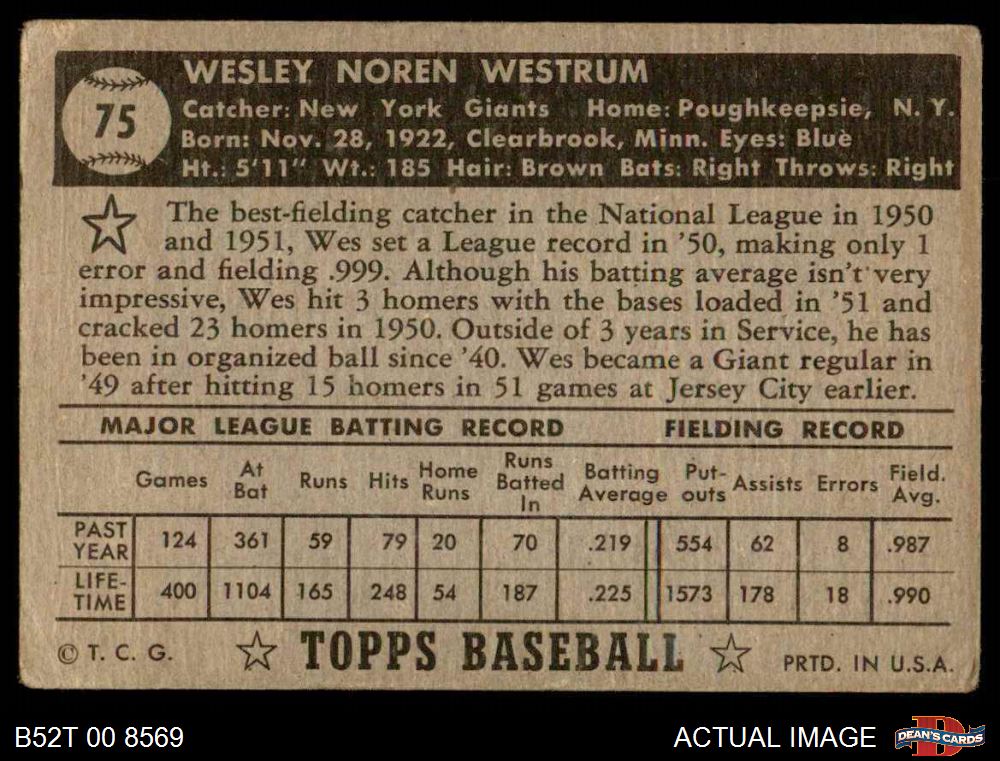 75
WESLEY NOREN WESTRUM
Catcher: New York Giants Home: Poughkeepsie, N. Y.
Born: Nov. 28, 1922, Clearbrook, Minn. Eyes: Blue
Ht.: 5'11" Wt.: 185 Hair: Brown Bats: Right Throws: Right
The best-fielding catcher in the National League in 1950
and 1951, Wes set a League record in '50, making only 1
error and fielding .999. Although his batting average isn't very
impressive, Wes hit 3 homers with the bases loaded in '51 and
cracked 23 homers in 1950. Outside of 3 years in Service, he has
been in organized ball since '40. Wes became a Giant regular in
'49 after hitting 15 homers in 51 games at Jersey City earlier.
MAJOR LEAGUE BATTING RECORD FIELDING RECORD
Games At Bat Runs Hits Home Runs Runs Batted In Batting Average Put-outs Assists Errors Field. Avg.
PAST YEAR 124 361 59 79 20 70 .219 554 62 8 .987
LIFE-TIME 400 1104 165 248 54 187 .225 1573 178 18 .990
© T. C. G. TOPPS BASEBALL PRTD. IN U.S.A.
B52T 00 8569 ACTUAL IMAGE D DEAN'S CARDS